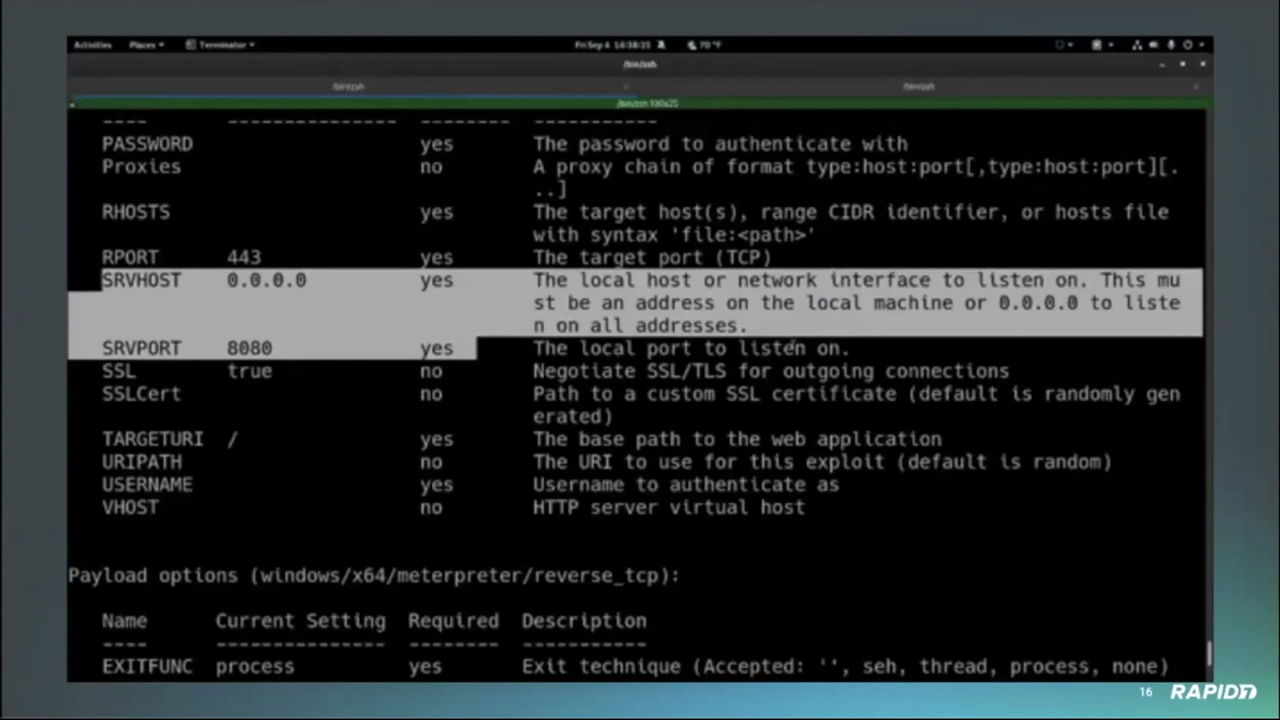 Activities Places Terminator Fri Sep 4 16:38:21 70 °F
/bin/zsh
/bin/zsh /bin/zsh
/bin/zsh 100x25
---- --------------- -------- -----------
PASSWORD yes The password to authenticate with
Proxies no A proxy chain of format type:host:port[,type:host:port][.
..]
RHOSTS yes The target host(s), range CIDR identifier, or hosts file
with syntax 'file:<path>'
RPORT 443 yes The target port (TCP)
SRVHOST 0.0.0.0 yes The local host or network interface to listen on. This mu
st be an address on the local machine or 0.0.0.0 to liste
n on all addresses.
SRVPORT 8080 yes The local port to listen on.
SSL true no Negotiate SSL/TLS for outgoing connections
SSLCert no Path to a custom SSL certificate (default is randomly gen
erated)
TARGETURI / yes The base path to the web application
URIPATH no The URI to use for this exploit (default is random)
USERNAME yes Username to authenticate as
VHOST no HTTP server virtual host
Payload options (windows/x64/meterpreter/reverse_tcp):
Name Current Setting Required Description
---- --------------- -------- -----------
EXITFUNC process yes Exit technique (Accepted: '', seh, thread, process, none)
16 RAPID7